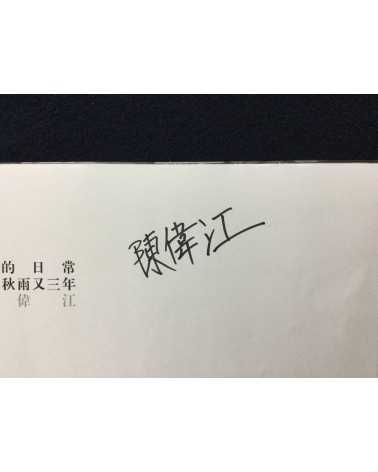 陳偉江
的日常
秋雨又三年
偉江